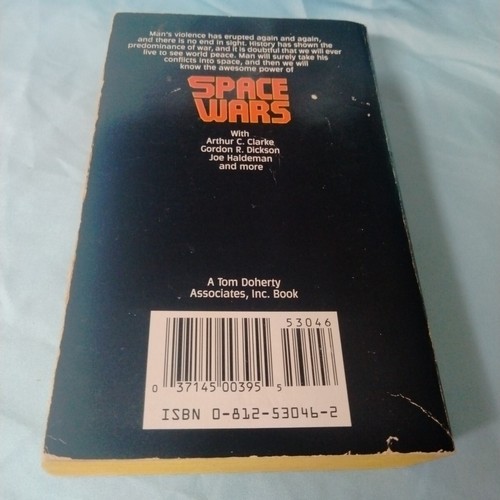 Man's violence has erupted again and again,
and there is no end in sight. History has shown the
predominance of war, and it is doubtful that we will ever
live to see world peace. Man will surely take his
conflicts into space, and then we will
know the awesome power of
SPACE
WARS
With
Arthur C. Clarke
Gordon R. Dickson
Joe Haldeman
and more
A Tom Doherty
Associates, Inc. Book
53046
0 37145 00395 5
ISBN 0-812-53046-2